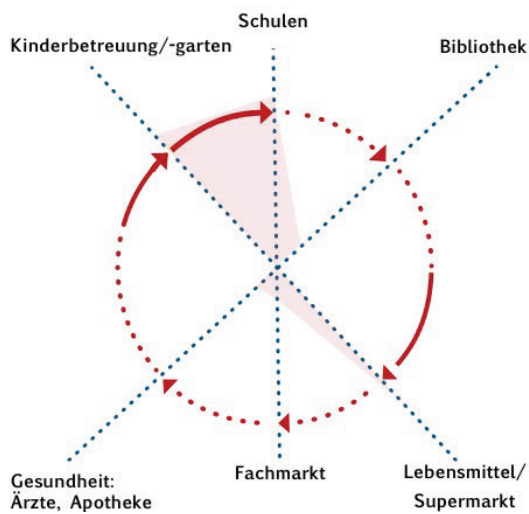 Schulen
Kinderbetreuung/-garten
Bibliothek
Gesundheit:
Ärzte, Apotheke
Fachmarkt
Lebensmittel/
Supermarkt